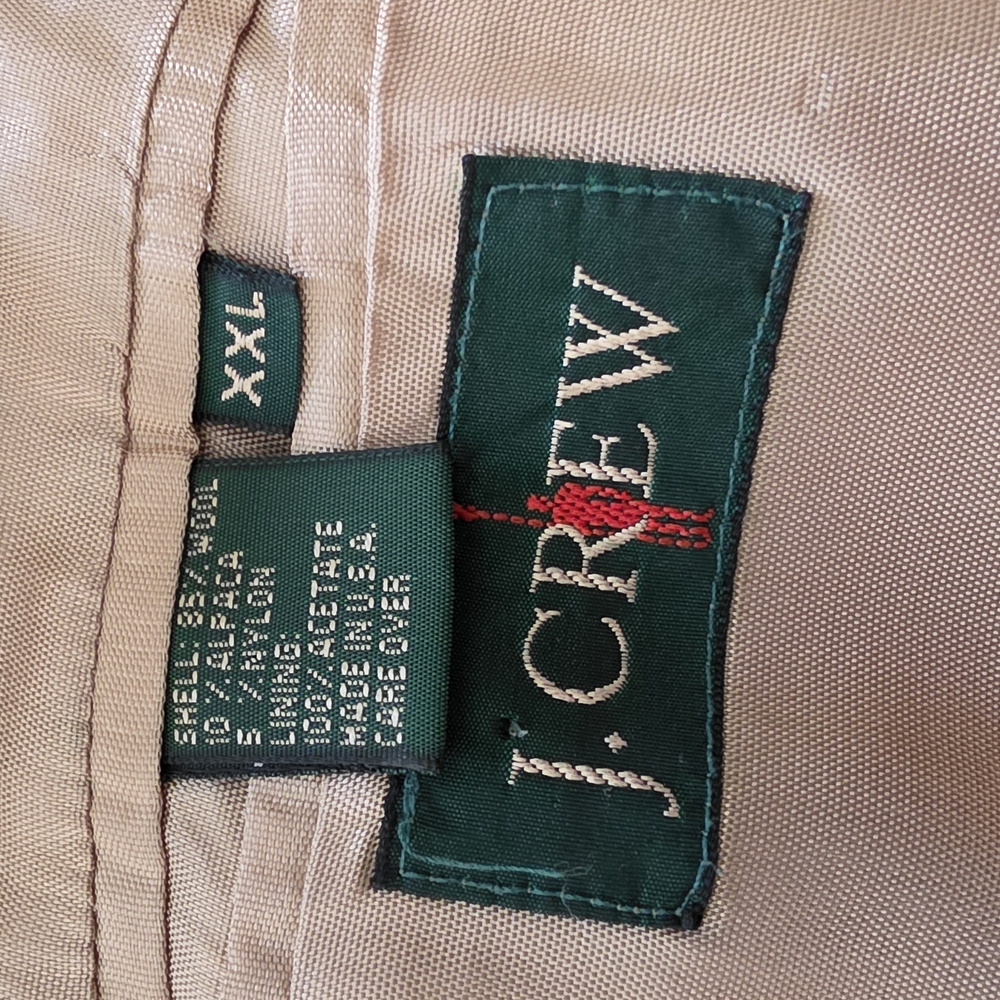 J. CREW
XXL
SHELL: 85% WOOL
10% ALPACA
5% NYLON
LINING:
100% ACETATE
MADE IN U.S.A.
CARE OVER